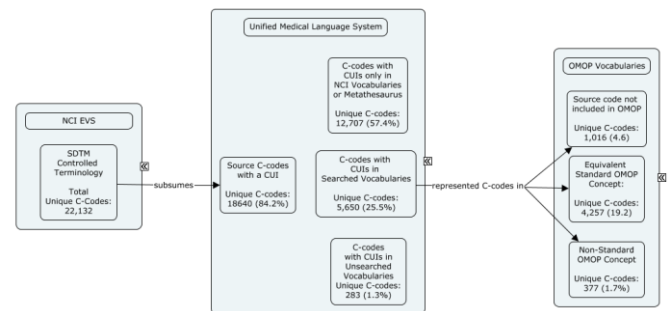 NCI EVS
SDTM
Controlled
Terminology
Total
Unique C-Codes:
22,132
subsumes
Unified Medical Language System
Source C-codes
with a CUI
Unique C-codes:
18640 (84.2%)
C-codes with
CUIs only in
NCI Vocabularies
or Metathesaurus
Unique C-codes:
12,707 (57.4%)
C-codes with
CUIs in
Searched Vocabularies
Unique C-codes:
5,650 (25.5%)
C-codes
with CUIs in
Unsearched
Vocabularies
Unique C-codes:
283 (1.3%)
represented C-codes in
OMOP Vocabularies
Source code not
included in OMOP
Unique C-codes:
1,016 (4.6)
Equivalent
Standard OMOP
Concept:
Unique C-codes:
4,257 (19.2)
Non-Standard
OMOP Concept
Unique C-codes:
377 (1.7%)